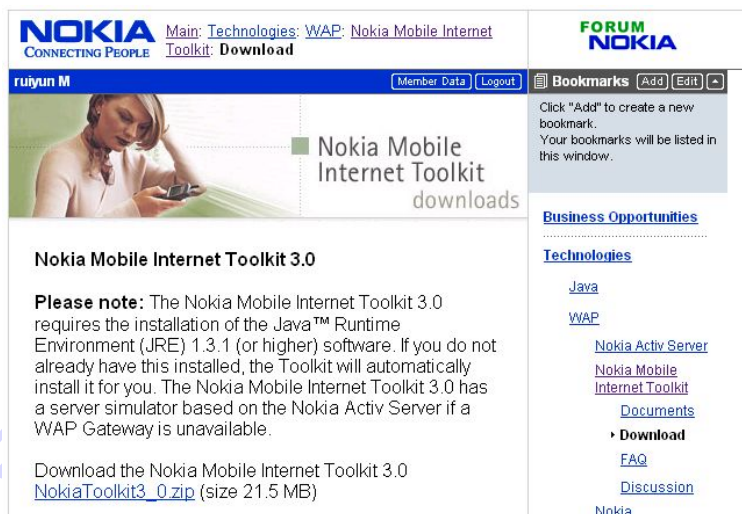 NOKIA
CONNECTING PEOPLE
Main: Technologies: WAP: Nokia Mobile Internet
Toolkit: Download
FORUM
NOKIA
ruiyun M
Member Data Logout
Bookmarks Add Edit
Click "Add" to create a new
bookmark.
Your bookmarks will be listed in
this window.
Nokia Mobile
Internet Toolkit
downloads
Business Opportunities
Technologies
Java
WAP
Nokia Activ Server
Nokia Mobile
Internet Toolkit
Documents
Download
FAQ
Discussion
Nokia
Nokia Mobile Internet Toolkit 3.0
Please note: The Nokia Mobile Internet Toolkit 3.0
requires the installation of the Java™ Runtime
Environment (JRE) 1.3.1 (or higher) software. If you do not
already have this installed, the Toolkit will automatically
install it for you. The Nokia Mobile Internet Toolkit 3.0 has
a server simulator based on the Nokia Activ Server if a
WAP Gateway is unavailable.
Download the Nokia Mobile Internet Toolkit 3.0
NokiaToolkit3_0.zip (size 21.5 MB)